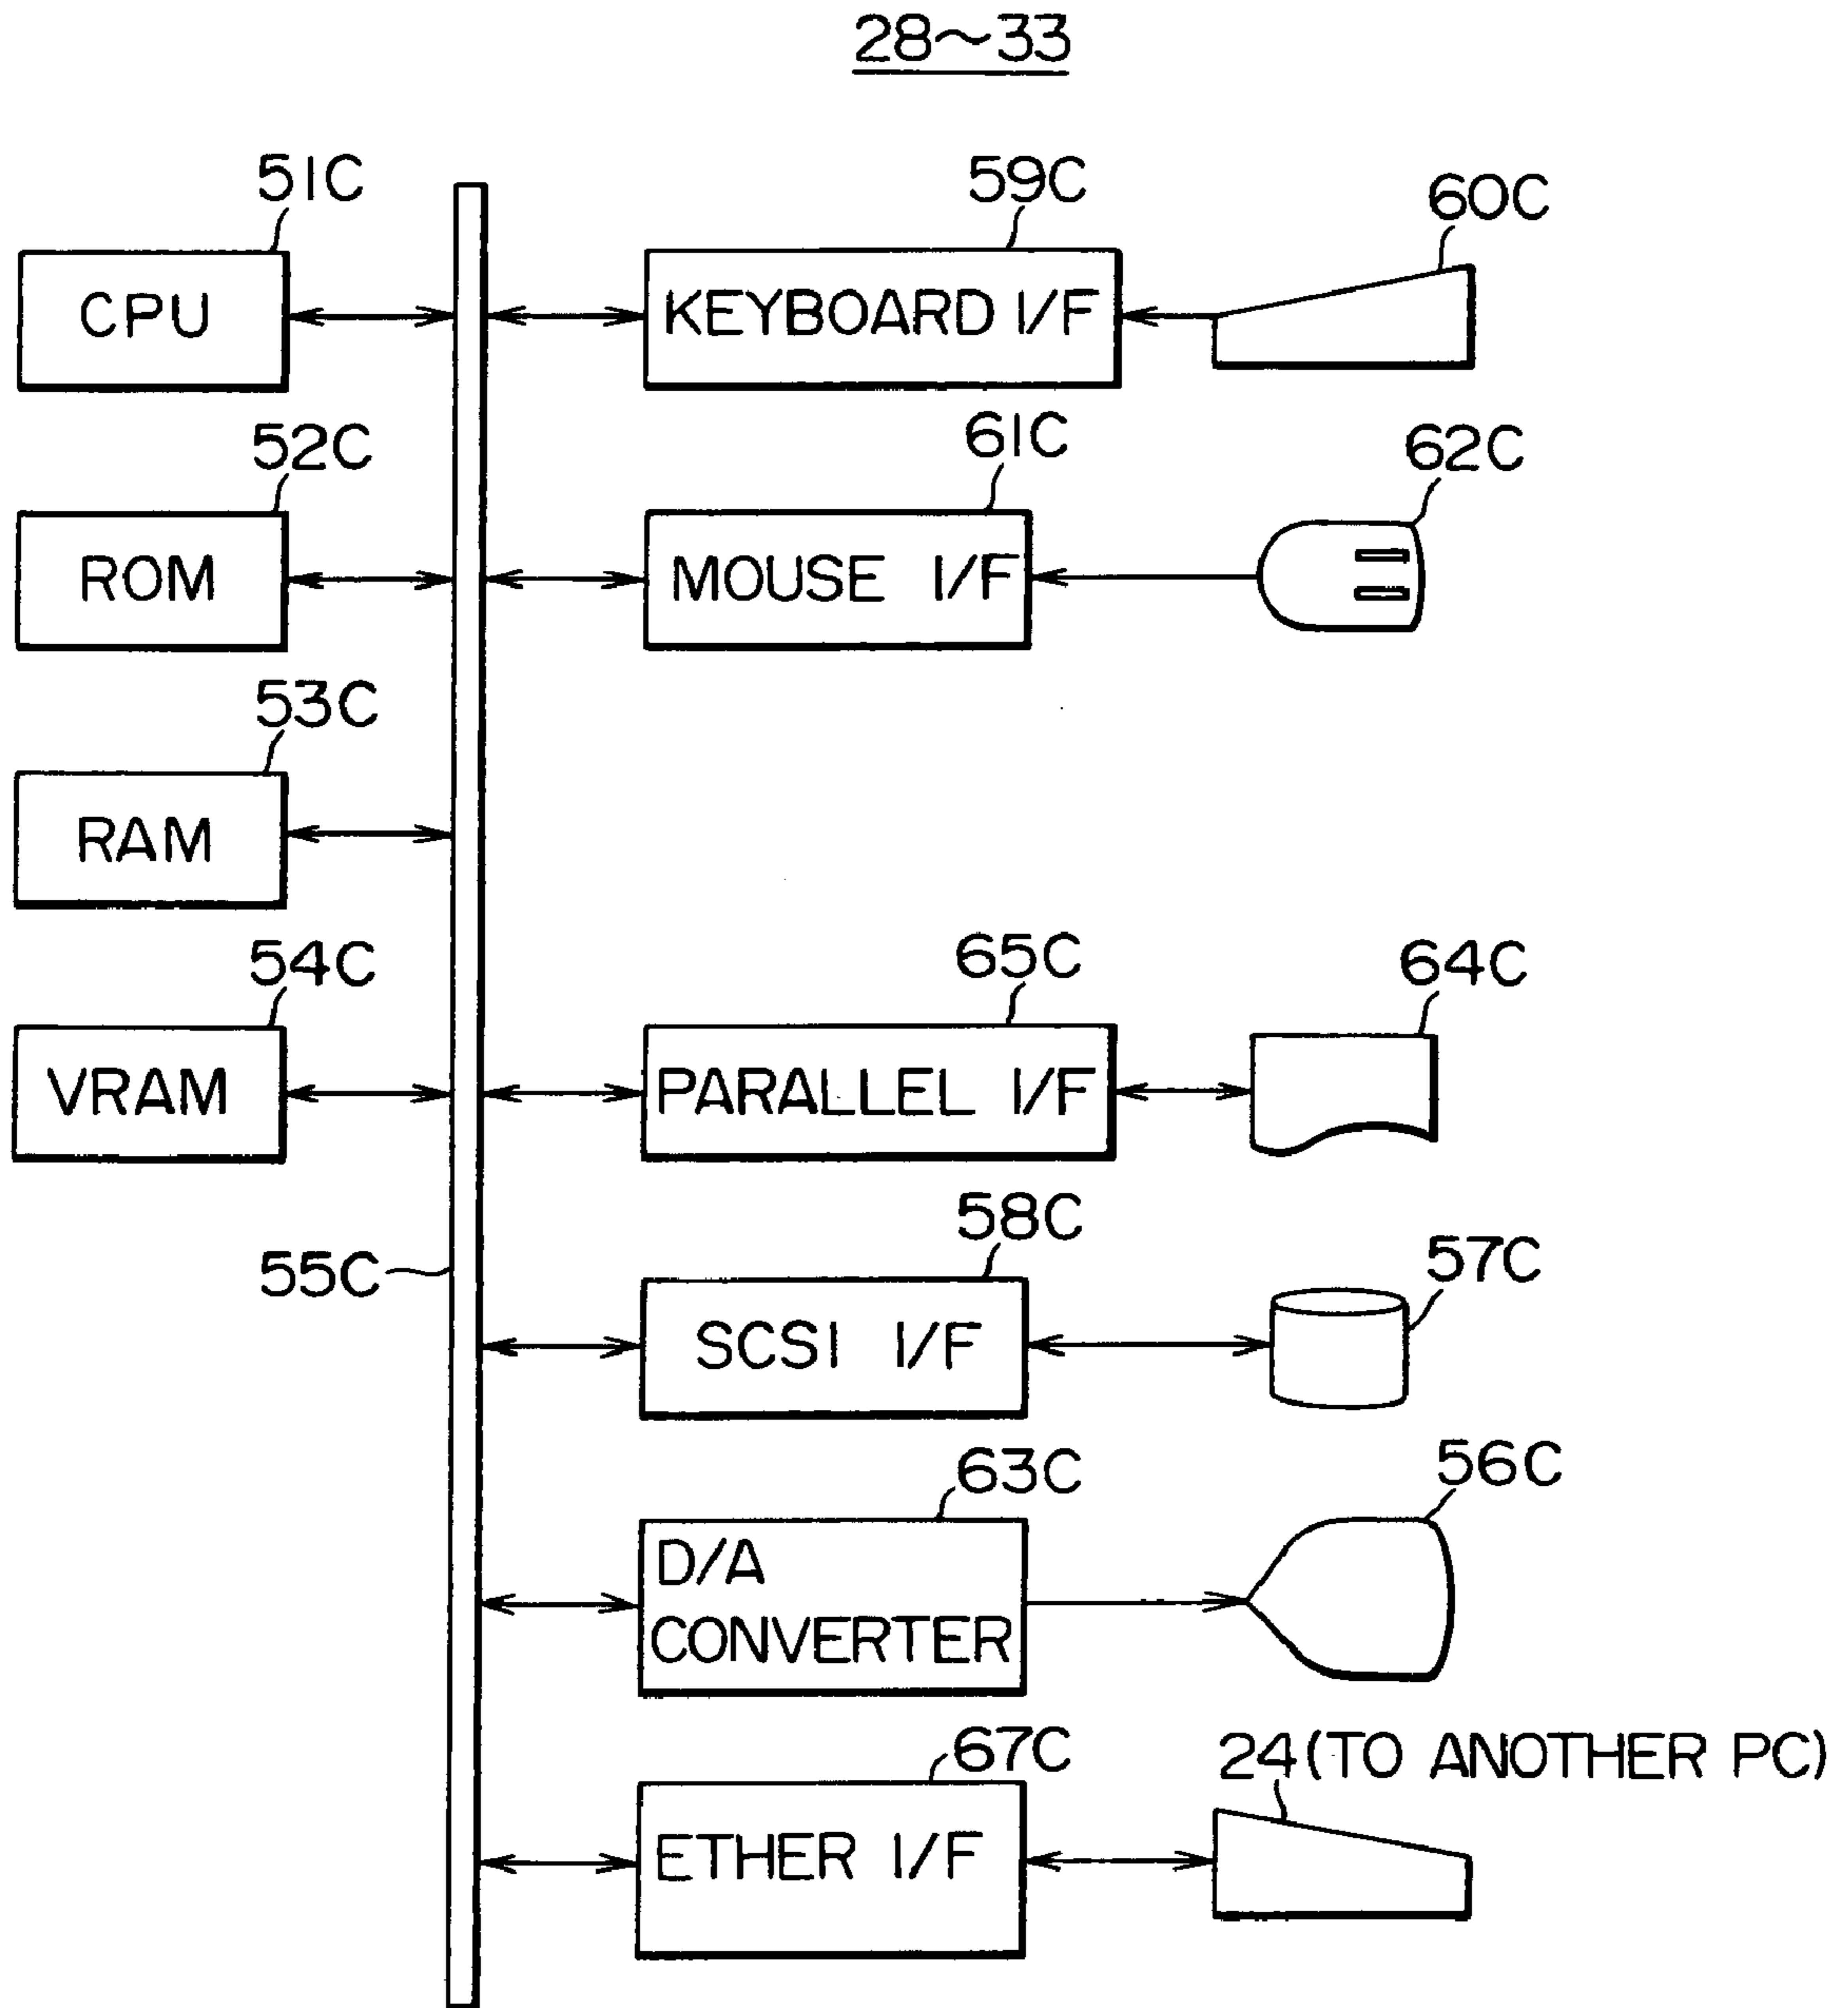 28~33
51C
59C
60C
CPU
KEYBOARD I/F
52C
61C
62C
ROM
MOUSE I/F
53C
RAM
54C
65C
64C
VRAM
PARALLEL I/F
58C
57C
55C
SCSI I/F
63C
56C
D/A
CONVERTER
67C
24(TO ANOTHER PC)
ETHER I/F